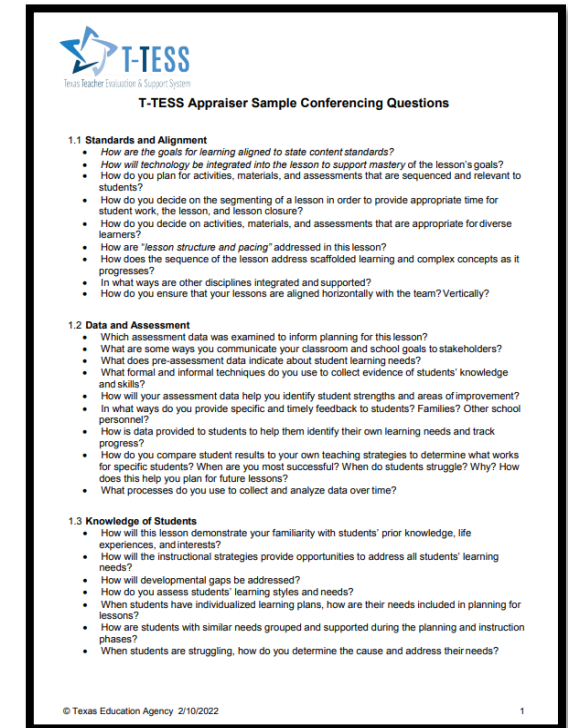 T-TESS
Texas Teacher Evaluation & Support System
T-TESS Appraiser Sample Conferencing Questions
1.1 Standards and Alignment
• How are the goals for learning aligned to state content standards?
• How will technology be integrated into the lesson to support mastery of the lesson's goals?
• How do you plan for activities, materials, and assessments that are sequenced and relevant to
students?
• How do you decide on the segmenting of a lesson in order to provide appropriate time for
student work, the lesson, and lesson closure?
• How do you decide on activities, materials, and assessments that are appropriate for diverse
learners?
• How are "lesson structure and pacing" addressed in this lesson?
• How does the sequence of the lesson address scaffolded learning and complex concepts as it
progresses?
• In what ways are other disciplines integrated and supported?
• How do you ensure that your lessons are aligned horizontally with the team? Vertically?
1.2 Data and Assessment
• Which assessment data was examined to inform planning for this lesson?
• What are some ways you communicate your classroom and school goals to stakeholders?
• What does pre-assessment data indicate about student learning needs?
• What formal and informal techniques do you use to collect evidence of students' knowledge
and skills?
• How will your assessment data help you identify student strengths and areas of improvement?
• In what ways do you provide specific and timely feedback to students? Families? Other school
personnel?
• How is data provided to students to help them identify their own learning needs and track
progress?
• How do you compare student results to your own teaching strategies to determine what works
for specific students? When are you most successful? When do students struggle? Why? How
does this help you plan for future lessons?
• What processes do you use to collect and analyze data over time?
1.3 Knowledge of Students
• How will this lesson demonstrate your familiarity with students' prior knowledge, life
experiences, and interests?
• How will the instructional strategies provide opportunities to address all students' learning
needs?
• How will developmental gaps be addressed?
• How do you assess students' learning styles and needs?
• When students have individualized learning plans, how are their needs included in planning for
lessons?
• How are students with similar needs grouped and supported during the planning and instruction
phases?
• When students are struggling, how do you determine the cause and address their needs?
© Texas Education Agency 2/10/2022 1